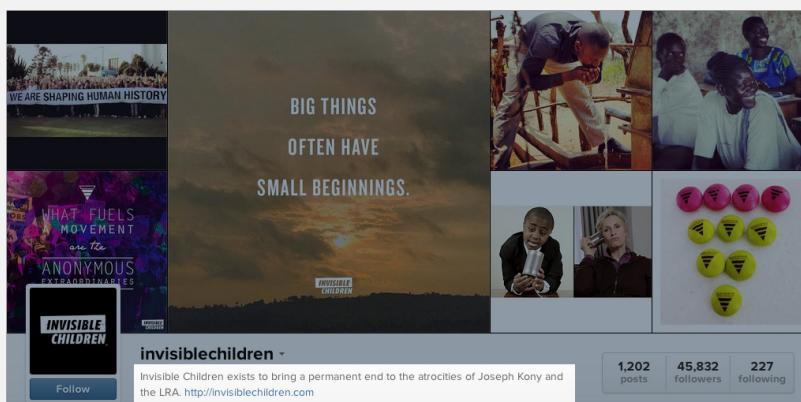 WE ARE SHAPING HUMAN HISTORY
BIG THINGS
OFTEN HAVE
SMALL BEGINNINGS.
INVISIBLE
CHILDREN
WHAT FUELS
A MOVEMENT
are the
ANONYMOUS
EXTRAORDINARIES
INVISIBLE
CHILDREN
INVISIBLE
CHILDREN
Follow
invisiblechildren
Invisible Children exists to bring a permanent end to the atrocities of Joseph Kony and
the LRA. http://invisiblechildren.com
1,202 45,832 227
posts followers following